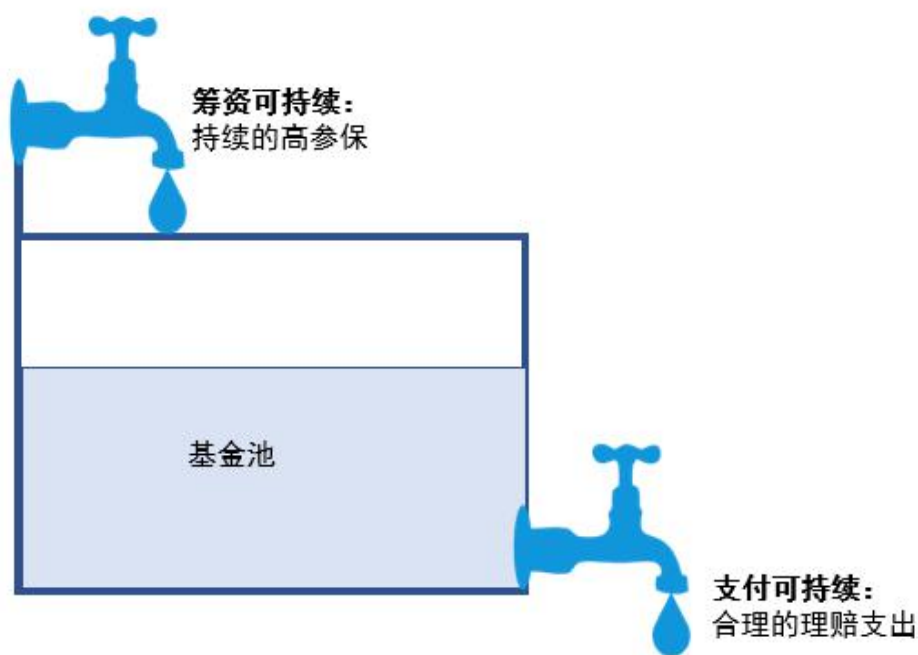 筹资可持续：
持续的高参保
基金池
支付可持续：
合理的理赔支出